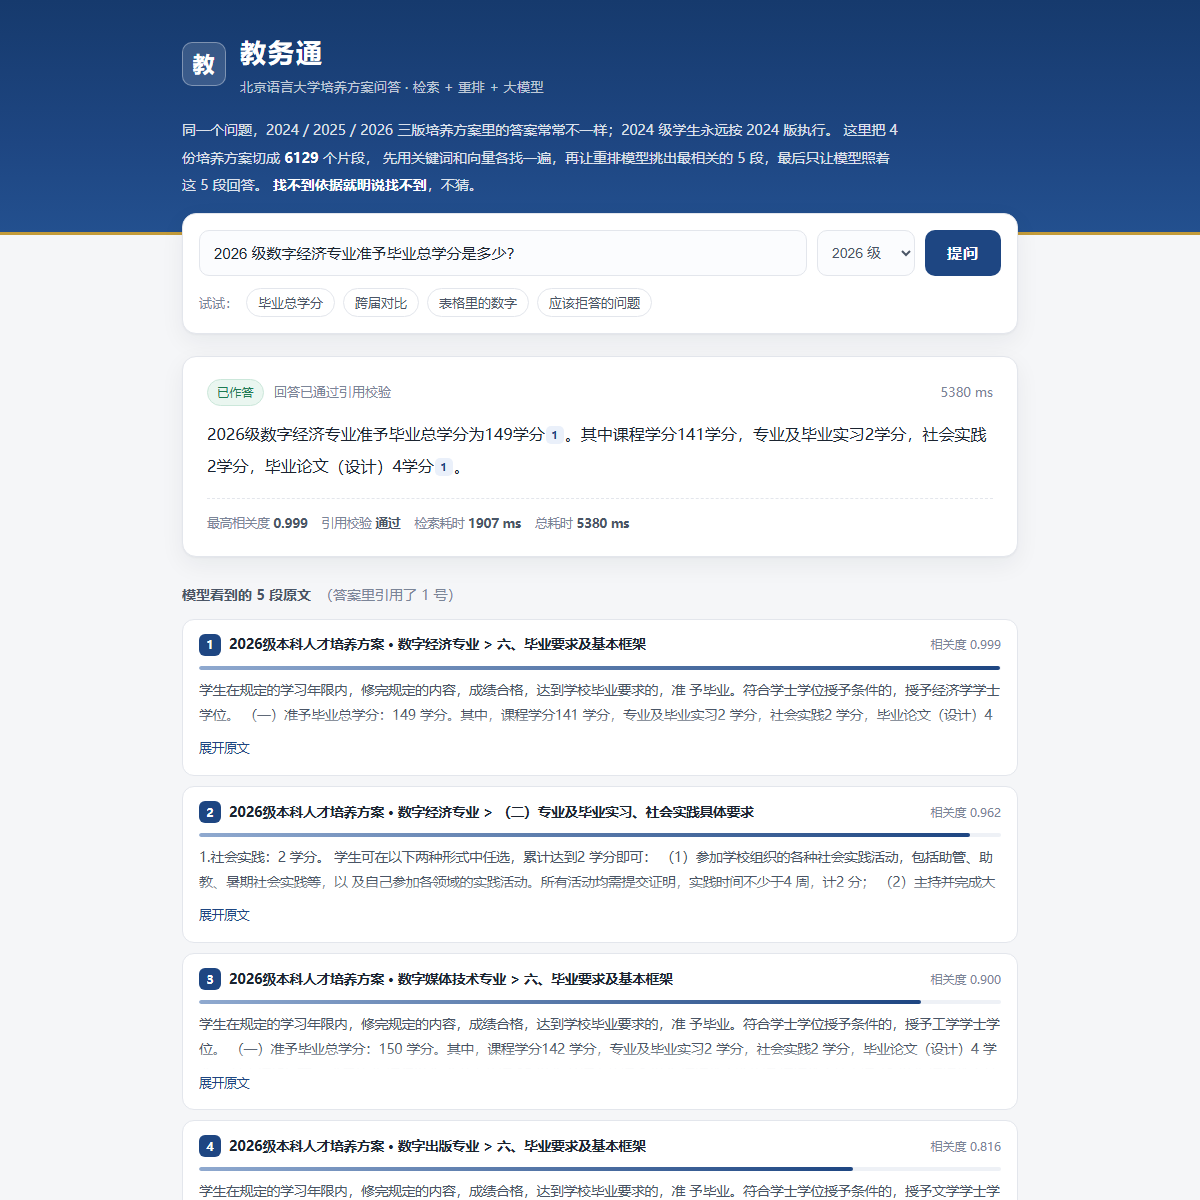 教
教务通
北京语言大学培养方案问答 · 检索 + 重排 + 大模型
同一个问题，2024 / 2025 / 2026 三版培养方案里的答案常常不一样；2024 级学生永远按 2024 版执行。 这里把 4
份培养方案切成 6129 个片段， 先用关键词和向量各找一遍，再让重排模型挑出最相关的 5 段，最后只让模型照着
这 5 段回答。 找不到依据就明说找不到，不猜。
2026 级数字经济专业准予毕业总学分是多少？
2026 级
提问
试试：
毕业总学分
跨届对比
表格里的数字
应该拒答的问题
已作答
回答已通过引用校验
5380 ms
2026级数字经济专业准予毕业总学分为149学分 1 。其中课程学分141学分，专业及毕业实习2学分，社会实践
2学分，毕业论文（设计）4学分 1 。
最高相关度 0.999 引用校验 通过 检索耗时 1907 ms 总耗时 5380 ms
模型看到的 5 段原文 （答案里引用了 1 号）
1 2026级本科人才培养方案 • 数字经济专业 > 六、毕业要求及基本框架 相关度 0.999
学生在规定的学习年限内，修完规定的内容，成绩合格，达到学校毕业要求的，准 予毕业。符合学士学位授予条件的，授予经济学学士
学位。 （一）准予毕业总学分：149 学分。其中，课程学分141 学分，专业及毕业实习2 学分，社会实践2 学分，毕业论文（设计）4
展开原文
2 2026级本科人才培养方案 • 数字经济专业 > （二）专业及毕业实习、社会实践具体要求 相关度 0.962
1.社会实践：2 学分。 学生可在以下两种形式中任选，累计达到2 学分即可： （1）参加学校组织的各种社会实践活动，包括助管、助
教、暑期社会实践等，以 及自己参加各领域的实践活动。所有活动均需提交证明，实践时间不少于4 周，计2 分； （2）主持并完成大
展开原文
3 2026级本科人才培养方案 • 数字媒体技术专业 > 六、毕业要求及基本框架 相关度 0.900
学生在规定的学习年限内，修完规定的内容，成绩合格，达到学校毕业要求的，准 予毕业。符合学士学位授予条件的，授予工学学士学
位。 （一）准予毕业总学分：150 学分。其中，课程学分142 学分，专业及毕业实习2 学分，社会实践2 学分，毕业论文（设计）4 学
展开原文
4 2026级本科人才培养方案 • 数字出版专业 > 六、毕业要求及基本框架 相关度 0.816
学生在规定的学习年限内，修完规定的内容，成绩合格，达到学校毕业要求的，准 予毕业。符合学士学位授予条件的，授予文学学士学